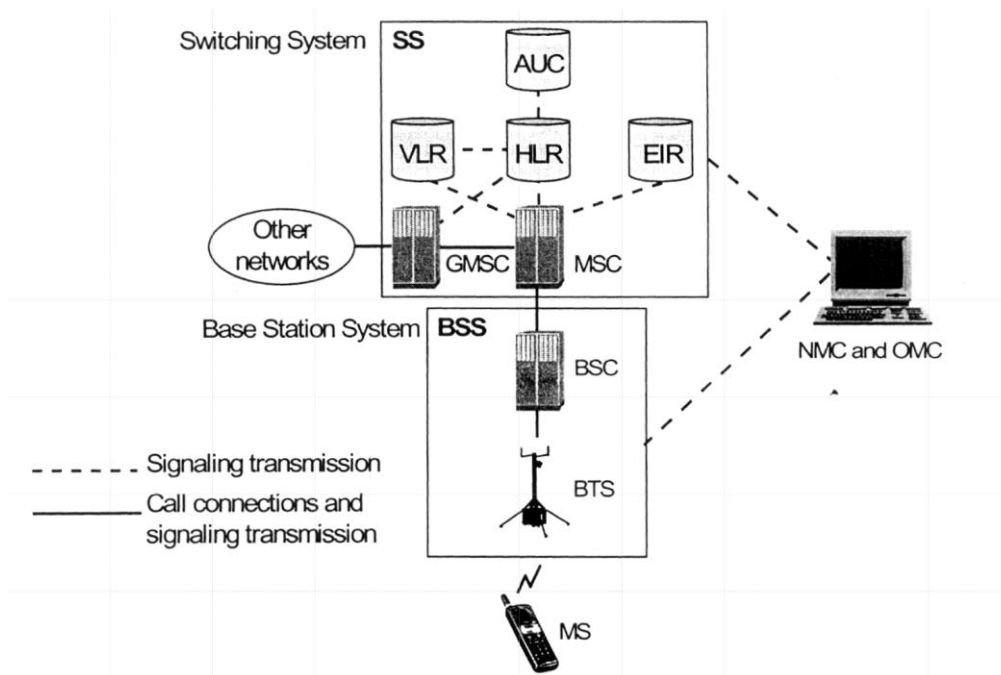 Switching System
SS
AUC
VLR
HLR
EIR
Other
networks
GMSC
MSC
Base Station System
BSS
NMC and OMC
BSC
Signaling transmission
BTS
Call connections and
signaling transmission
MS